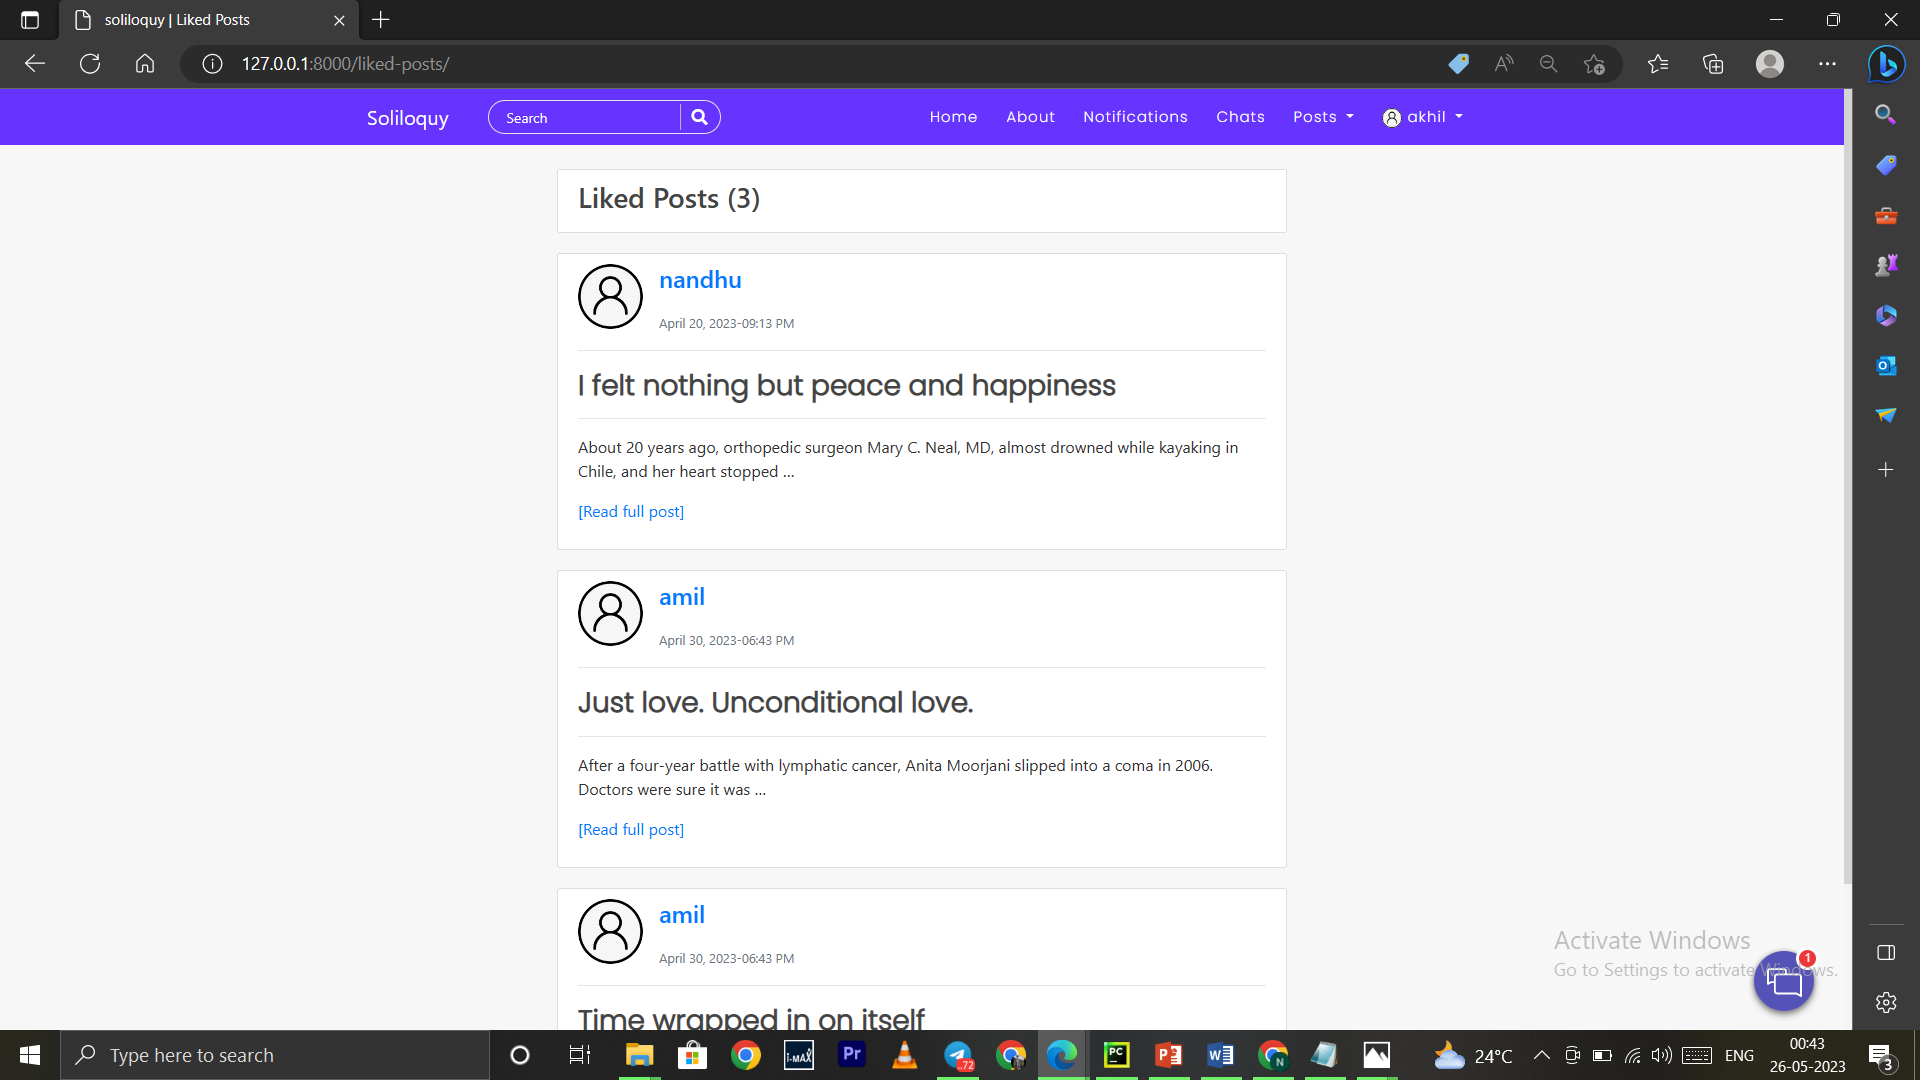 soliloquy | Liked Posts
127.0.0.1:8000/liked-posts/
Soliloquy
Search
Home
About
Notifications
Chats
Posts
akhil
Liked Posts (3)
nandhu
April 20, 2023-09:13 PM
I felt nothing but peace and happiness
About 20 years ago, orthopedic surgeon Mary C. Neal, MD, almost drowned while kayaking in
Chile, and her heart stopped ...
[Read full post]
amil
April 30, 2023-06:43 PM
Just love. Unconditional love.
After a four-year battle with lymphatic cancer, Anita Moorjani slipped into a coma in 2006.
Doctors were sure it was ...
[Read full post]
amil
April 30, 2023-06:43 PM
Time wrapped in on itself
Activate Windows
Go to Settings to activate Windows.
1
Type here to search
i-MAX
Pr
..72
PC
N
24°C
ENG
00:43
26-05-2023
3